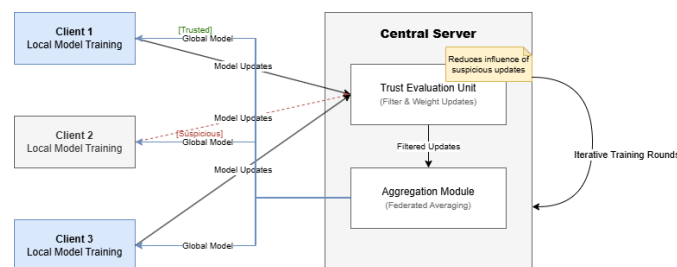 Client 1
Local Model Training
[Trusted]
Global Model
Model Updates
Central Server
Reduces influence of
suspicious updates
Trust Evaluation Unit
(Filter & Weight Updates)
Client 2
Local Model Training
Model Updates
[Suspicious]
Global Model
Filtered Updates
Iterative Training Rounds
Model Updates
Aggregation Module
(Federated Averaging)
Client 3
Local Model Training
Global Model